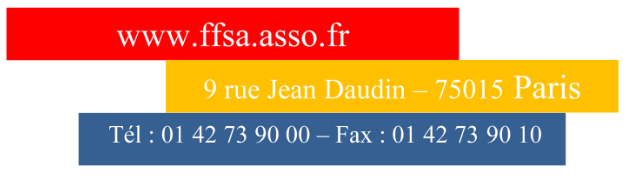 www.ffsa.asso.fr
9 rue Jean Daudin – 75015 Paris
Tél : 01 42 73 90 00 – Fax : 01 42 73 90 10